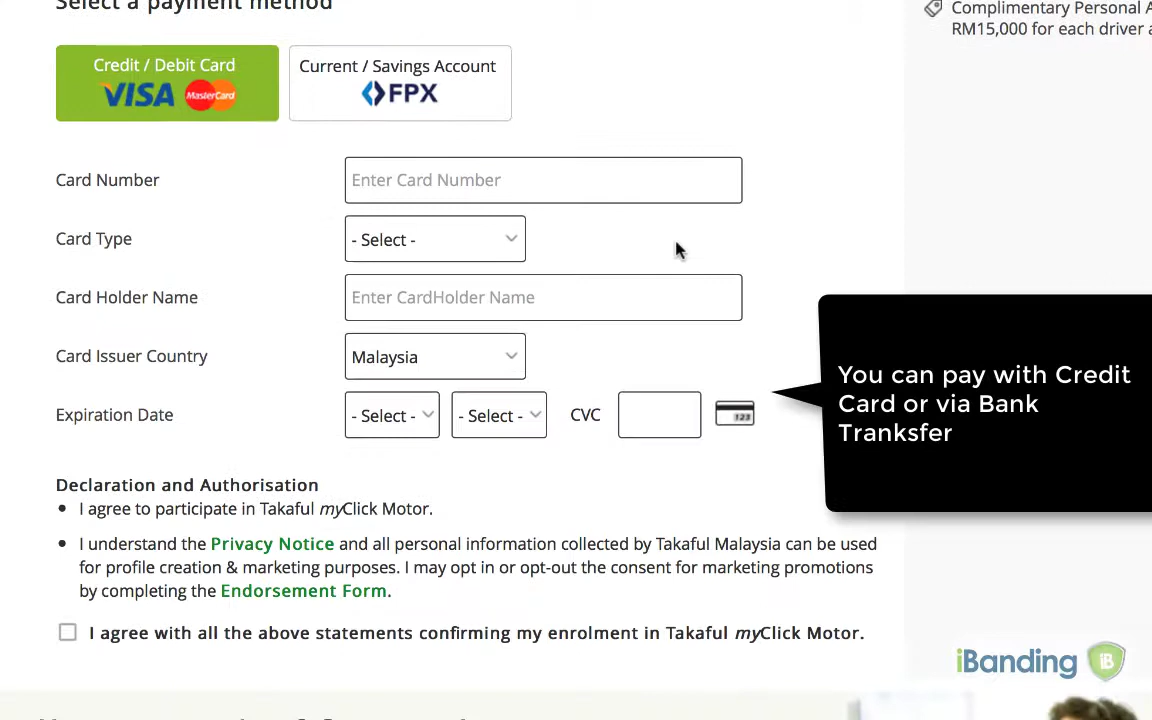 Select a payment method
Complimentary Personal A
RM15,000 for each driver a
Credit / Debit Card
VISA MasterCard
Current / Savings Account
FPX
Card Number
Enter Card Number
Card Type
- Select -
Card Holder Name
Enter CardHolder Name
Card Issuer Country
Malaysia
Expiration Date
- Select -
- Select -
CVC
123
You can pay with Credit
Card or via Bank
Tranksfer
Declaration and Authorisation
• I agree to participate in Takaful myClick Motor.
• I understand the Privacy Notice and all personal information collected by Takaful Malaysia can be used
for profile creation & marketing purposes. I may opt in or opt-out the consent for marketing promotions
by completing the Endorsement Form.
I agree with all the above statements confirming my enrolment in Takaful myClick Motor.
iBanding iB